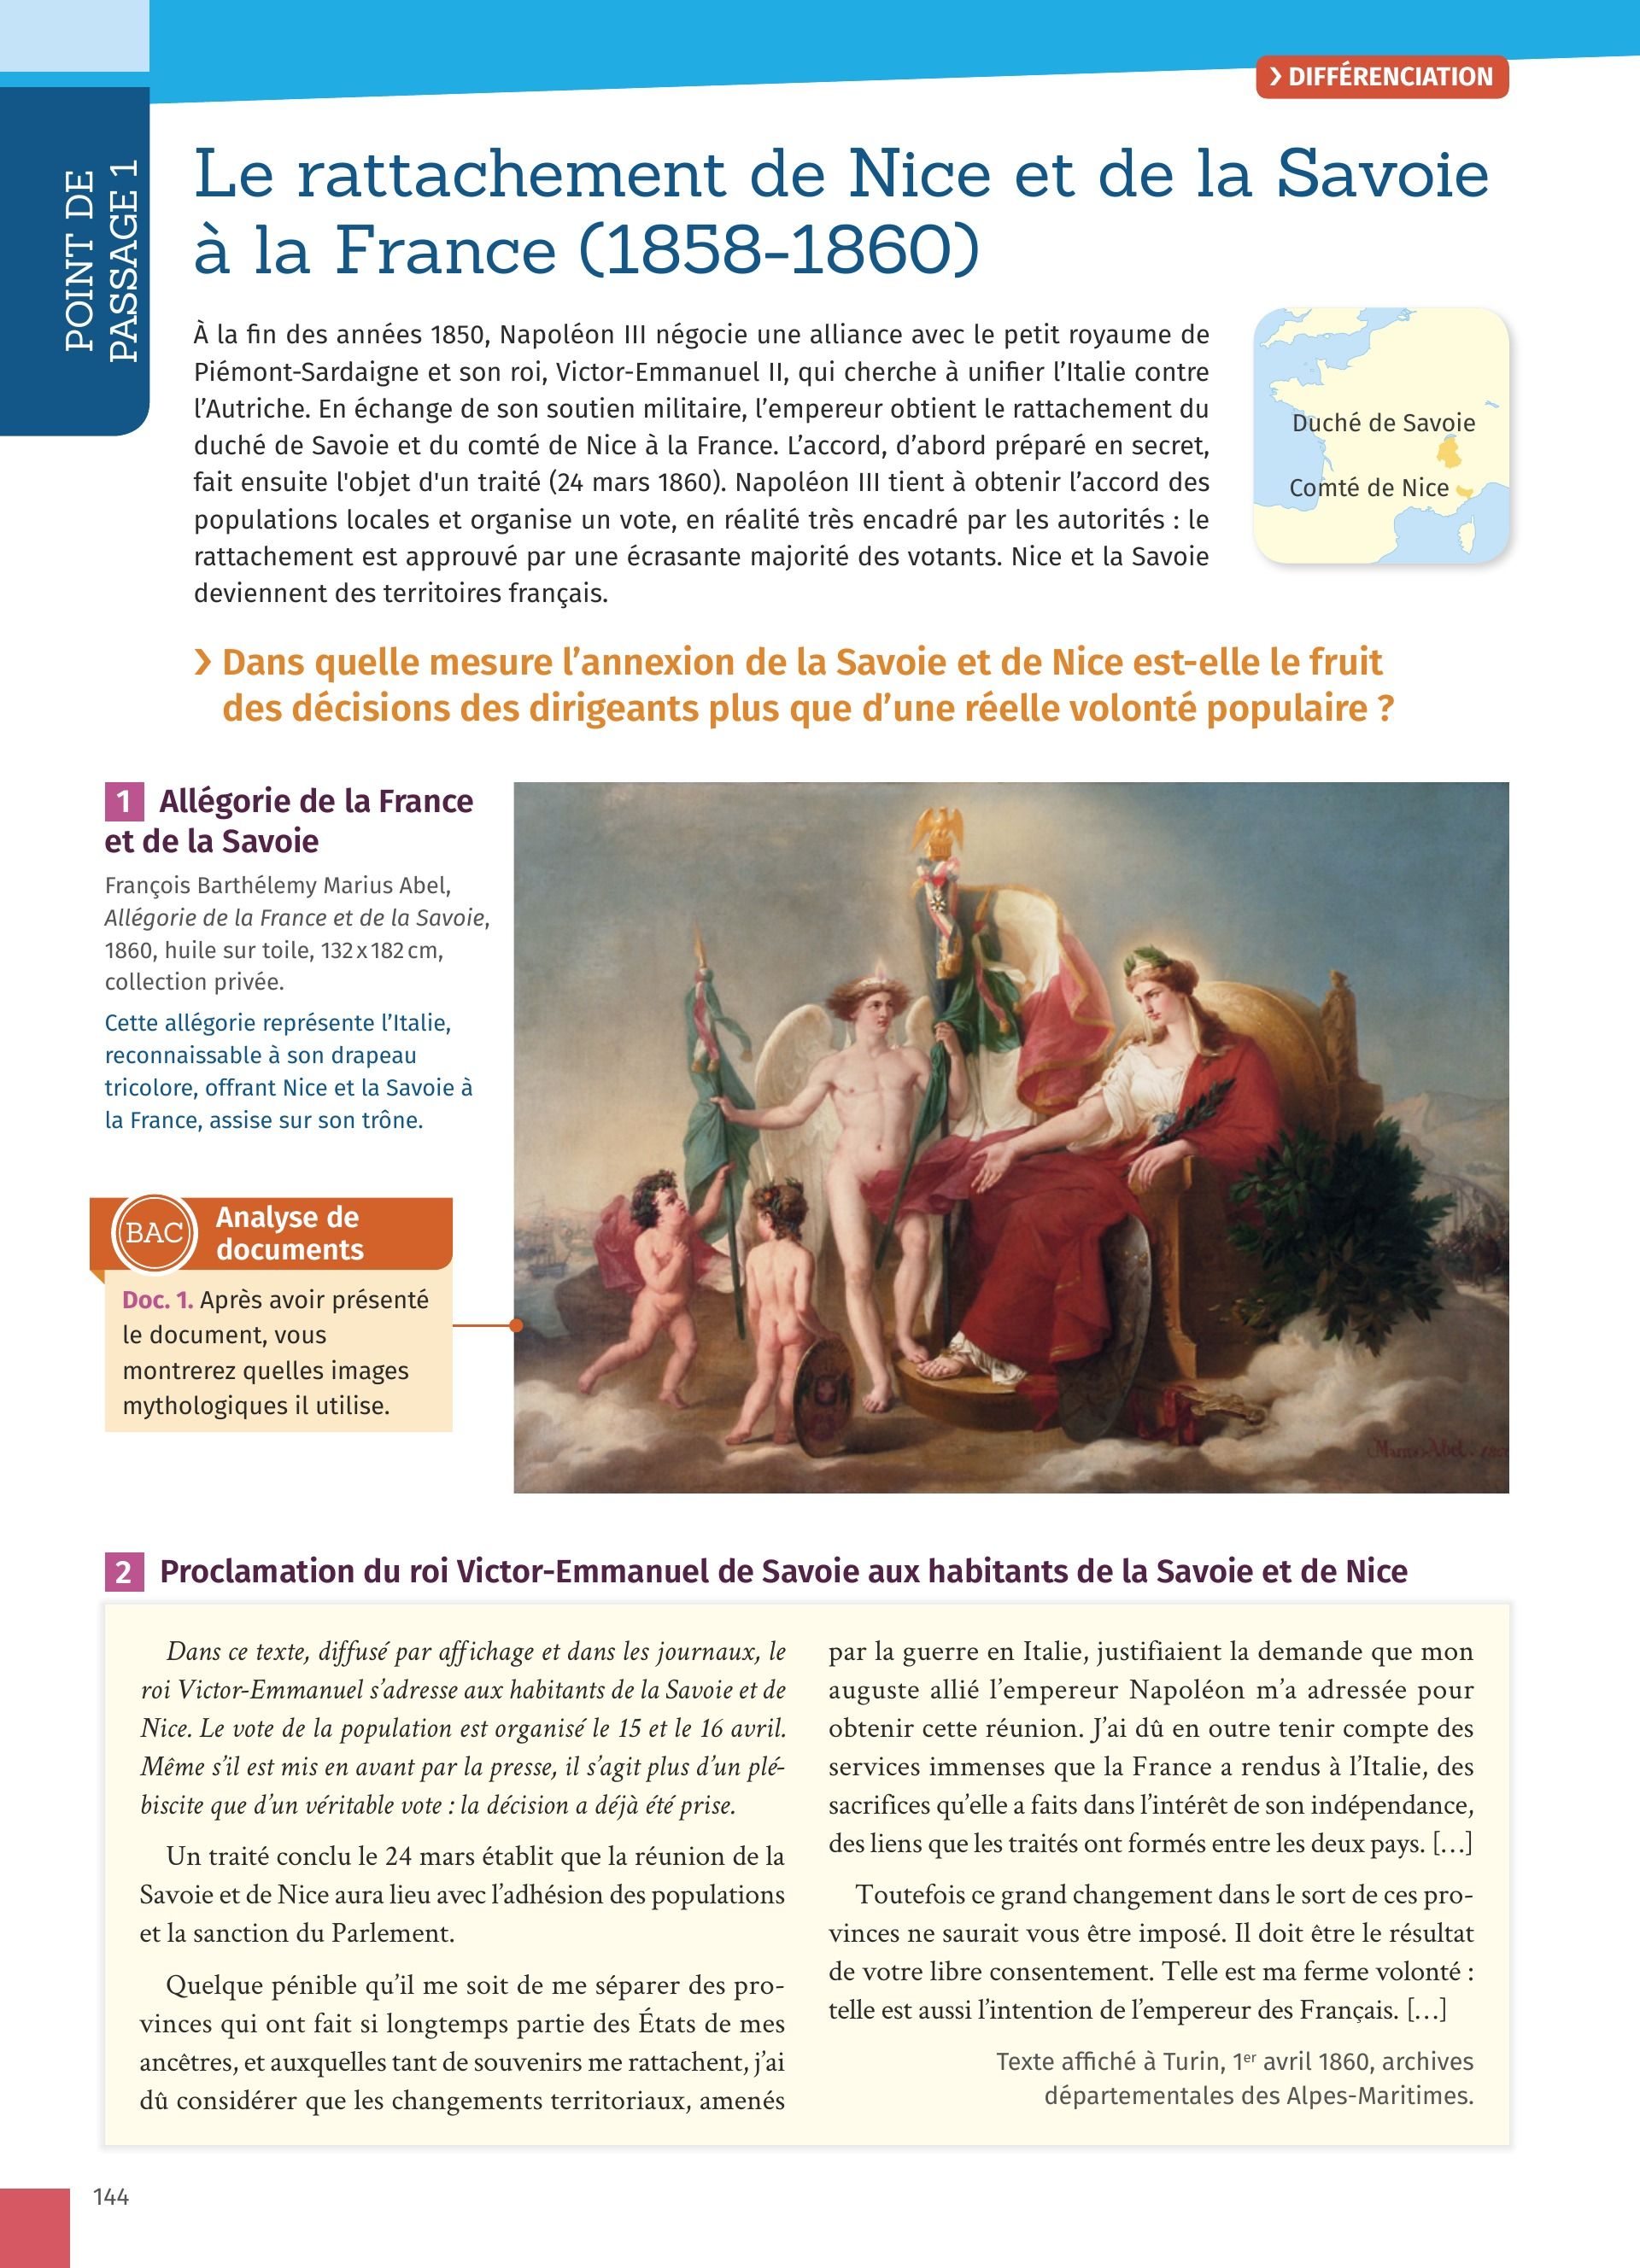 DIFFÉRENCIATION
POINT DE
PASSAGE 1
Le rattachement de Nice et de la Savoie
à la France (1858-1860)
À la fin des années 1850, Napoléon III négocie une alliance avec le petit royaume de
Piémont-Sardaigne et son roi, Victor-Emmanuel II, qui cherche à unifier l’Italie contre
l’Autriche. En échange de son soutien militaire, l’empereur obtient le rattachement du
duché de Savoie et du comté de Nice à la France. L’accord, d’abord préparé en secret,
fait ensuite l'objet d'un traité (24 mars 1860). Napoléon III tient à obtenir l’accord des
populations locales et organise un vote, en réalité très encadré par les autorités : le
rattachement est approuvé par une écrasante majorité des votants. Nice et la Savoie
deviennent des territoires français.
Duché de Savoie
Comté de Nice
Dans quelle mesure l’annexion de la Savoie et de Nice est-elle le fruit
des décisions des dirigeants plus que d’une réelle volonté populaire ?
1 Allégorie de la France
et de la Savoie
François Barthélemy Marius Abel,
Allégorie de la France et de la Savoie,
1860, huile sur toile, 132 x 182 cm,
collection privée.
Cette allégorie représente l’Italie,
reconnaissable à son drapeau
tricolore, offrant Nice et la Savoie à
la France, assise sur son trône.
BAC
Analyse de
documents
Doc. 1. Après avoir présenté
le document, vous
montrerez quelles images
mythologiques il utilise.
Marius Abel
2 Proclamation du roi Victor-Emmanuel de Savoie aux habitants de la Savoie et de Nice
Dans ce texte, diffusé par affichage et dans les journaux, le
roi Victor-Emmanuel s’adresse aux habitants de la Savoie et de
Nice. Le vote de la population est organisé le 15 et le 16 avril.
Même s’il est mis en avant par la presse, il s’agit plus d’un plé-
biscite que d’un véritable vote : la décision a déjà été prise.
Un traité conclu le 24 mars établit que la réunion de la
Savoie et de Nice aura lieu avec l’adhésion des populations
et la sanction du Parlement.
Quelque pénible qu’il me soit de me séparer des pro-
vinces qui ont fait si longtemps partie des États de mes
ancêtres, et auxquelles tant de souvenirs me rattachent, j’ai
dû considérer que les changements territoriaux, amenés
par la guerre en Italie, justifiaient la demande que mon
auguste allié l’empereur Napoléon m’a adressée pour
obtenir cette réunion. J’ai dû en outre tenir compte des
services immenses que la France a rendus à l’Italie, des
sacrifices qu’elle a faits dans l’intérêt de son indépendance,
des liens que les traités ont formés entre les deux pays. […]
Toutefois ce grand changement dans le sort de ces pro-
vinces ne saurait vous être imposé. Il doit être le résultat
de votre libre consentement. Telle est ma ferme volonté :
telle est aussi l’intention de l’empereur des Français. […]
Texte affiché à Turin, 1er avril 1860, archives
départementales des Alpes-Maritimes.
144